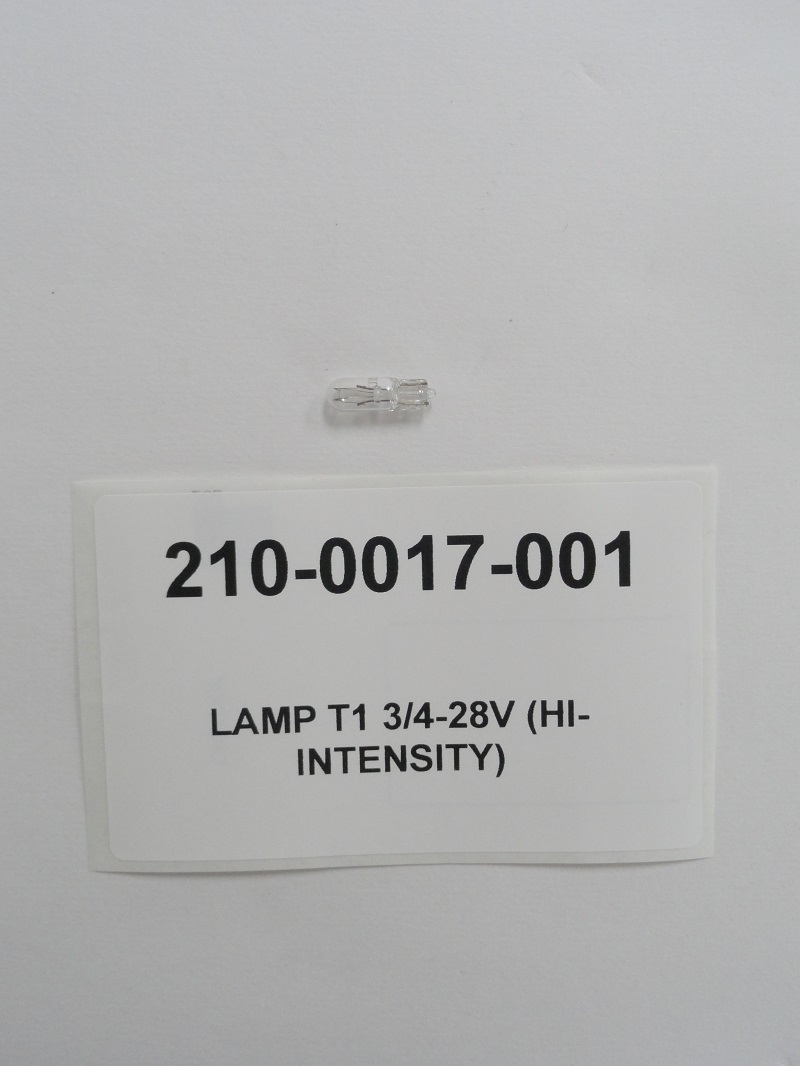 210-0017-001
LAMP T1 3/4-28V (HI-
INTENSITY)